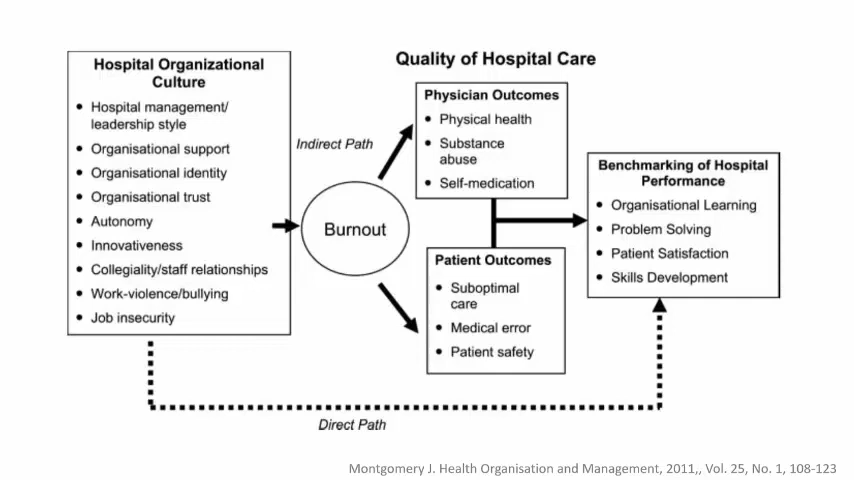 Hospital Organizational
Culture
• Hospital management/
leadership style
• Organisational support
• Organisational identity
• Organisational trust
• Autonomy
• Innovativeness
• Collegiality/staff relationships
• Work-violence/bullying
• Job insecurity
Indirect Path
Burnout
Quality of Hospital Care
Physician Outcomes
• Physical health
• Substance
abuse
• Self-medication
Patient Outcomes
• Suboptimal
care
• Medical error
• Patient safety
Benchmarking of Hospital
Performance
• Organisational Learning
• Problem Solving
• Patient Satisfaction
• Skills Development
Direct Path
Montgomery J. Health Organisation and Management, 2011,, Vol. 25, No. 1, 108-123